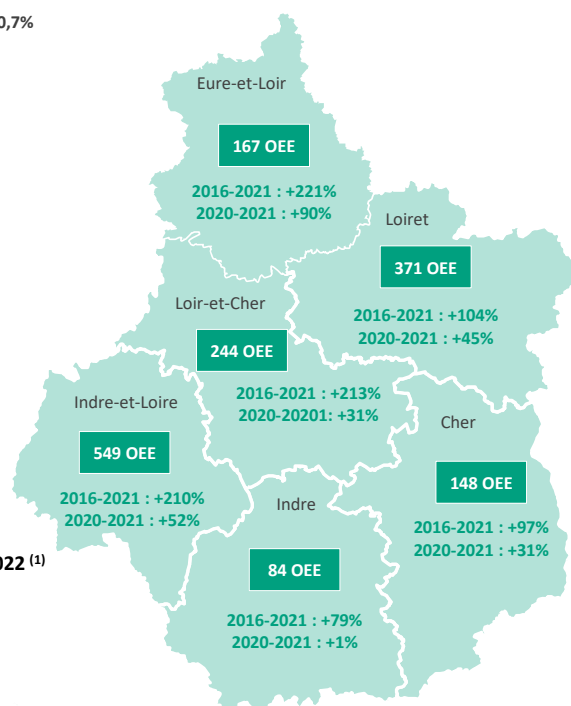 0,7%
Eure-et-Loir
167 OEE
2016-2021 : +221%
2020-2021 : +90%
Loiret
371 OEE
2016-2021 : +104%
2020-2021 : +45%
Loir-et-Cher
244 OEE
2016-2021 : +213%
2020-20201: +31%
Indre-et-Loire
549 OEE
2016-2021 : +210%
2020-2021 : +52%
Cher
148 OEE
2016-2021 : +97%
2020-2021 : +31%
Indre
84 OEE
2016-2021 : +79%
2020-2021 : +1%
022 (1)